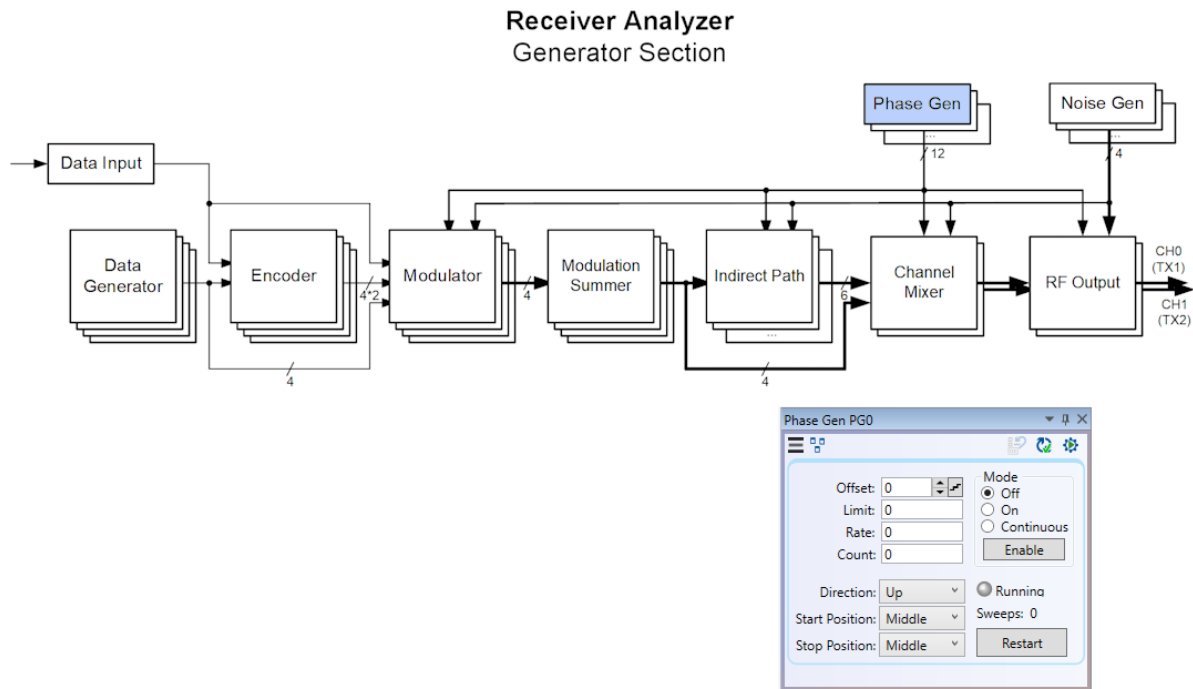 Receiver Analyzer
Generator Section
Phase Gen
Noise Gen
...
...
12
4
Data Input
Data
Generator
Encoder
4*2
Modulator
4
Modulation
Summer
Indirect Path
...
6
Channel
Mixer
RF Output
CH0
(TX1)
CH1
(TX2)
4
4
Phase Gen PG0
Offset: 0
Limit: 0
Rate: 0
Count: 0
Mode
Off
On
Continuous
Enable
Direction: Up
Start Position: Middle
Stop Position: Middle
Running
Sweeps: 0
Restart